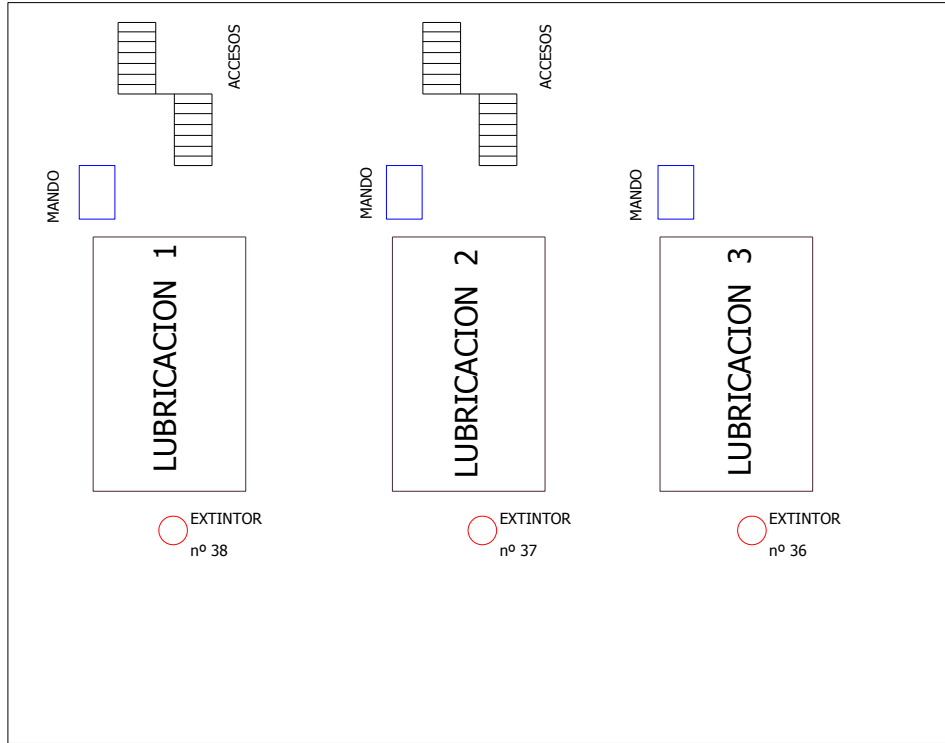 ACCESOS
ACCESOS
MANDO
MANDO
MANDO
LUBRICACION 1
LUBRICACION 2
LUBRICACION 3
EXTINTOR
nº 38
EXTINTOR
nº 37
EXTINTOR
nº 36